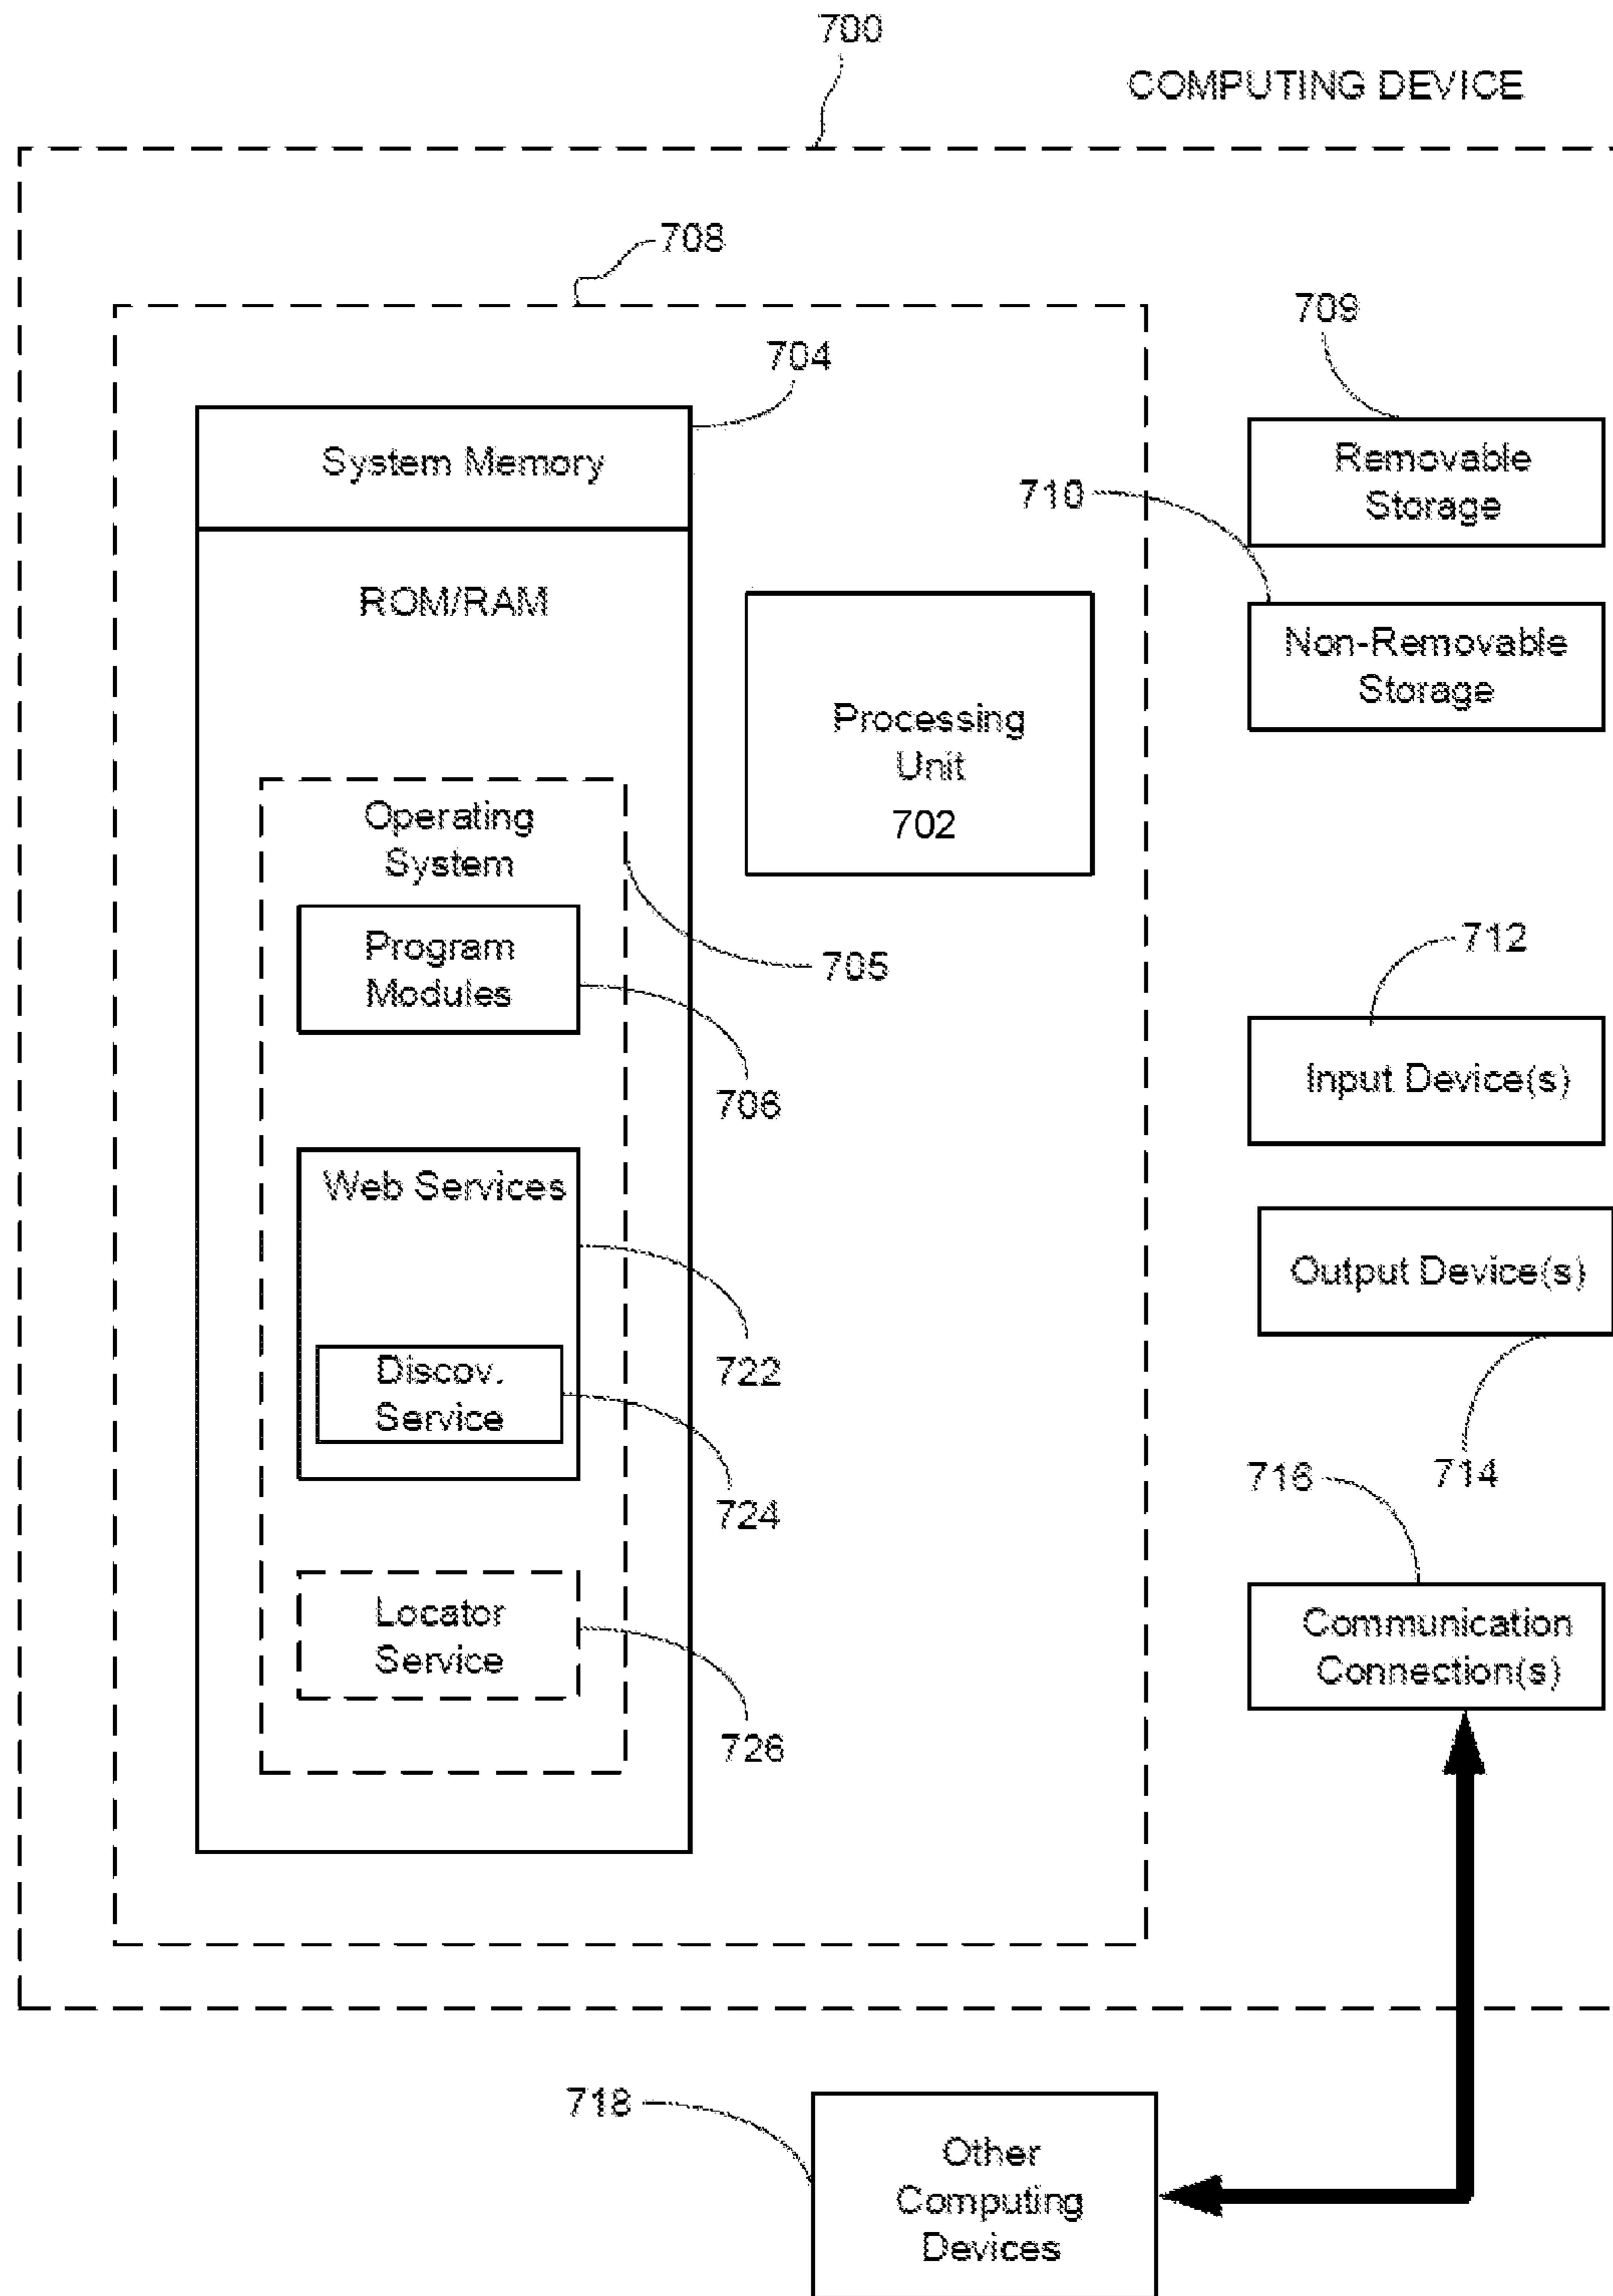 700
COMPUTING DEVICE
708
704
709
System Memory
Removable
Storage
710
ROM/RAM
Non-Removable
Storage
Processing
Unit
702
Operating
System
705
Program
Modules
706
712
Input Device(s)
Web Services
722
Output Device(s)
Discov.
Service
724
714
716
Locator
Service
726
Communication
Connection(s)
718
Other
Computing
Devices